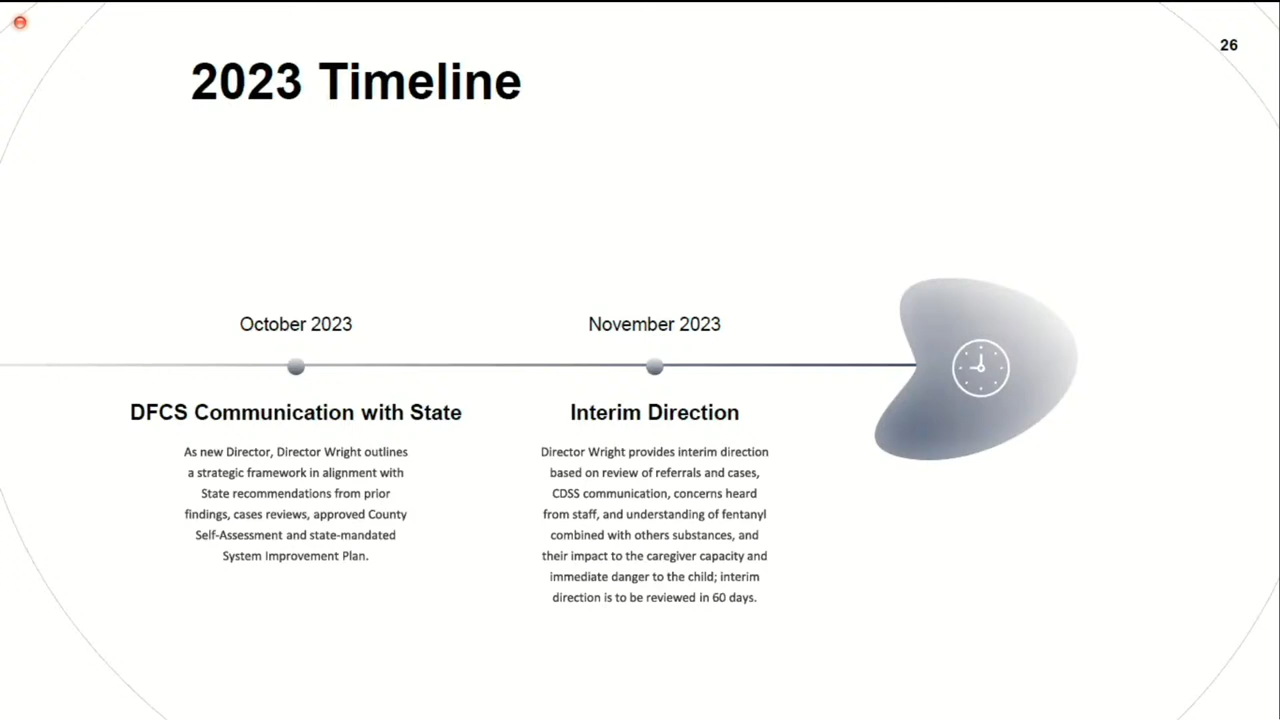 26
2023 Timeline
October 2023
DFCS Communication with State
As new Director, Director Wright outlines
a strategic framework in alignment with
State recommendations from prior
findings, cases reviews, approved County
Self-Assessment and state-mandated
System Improvement Plan.
November 2023
Interim Direction
Director Wright provides interim direction
based on review of referrals and cases,
CDSS communication, concerns heard
from staff, and understanding of fentanyl
combined with others substances, and
their impact to the caregiver capacity and
immediate danger to the child; interim
direction is to be reviewed in 60 days.